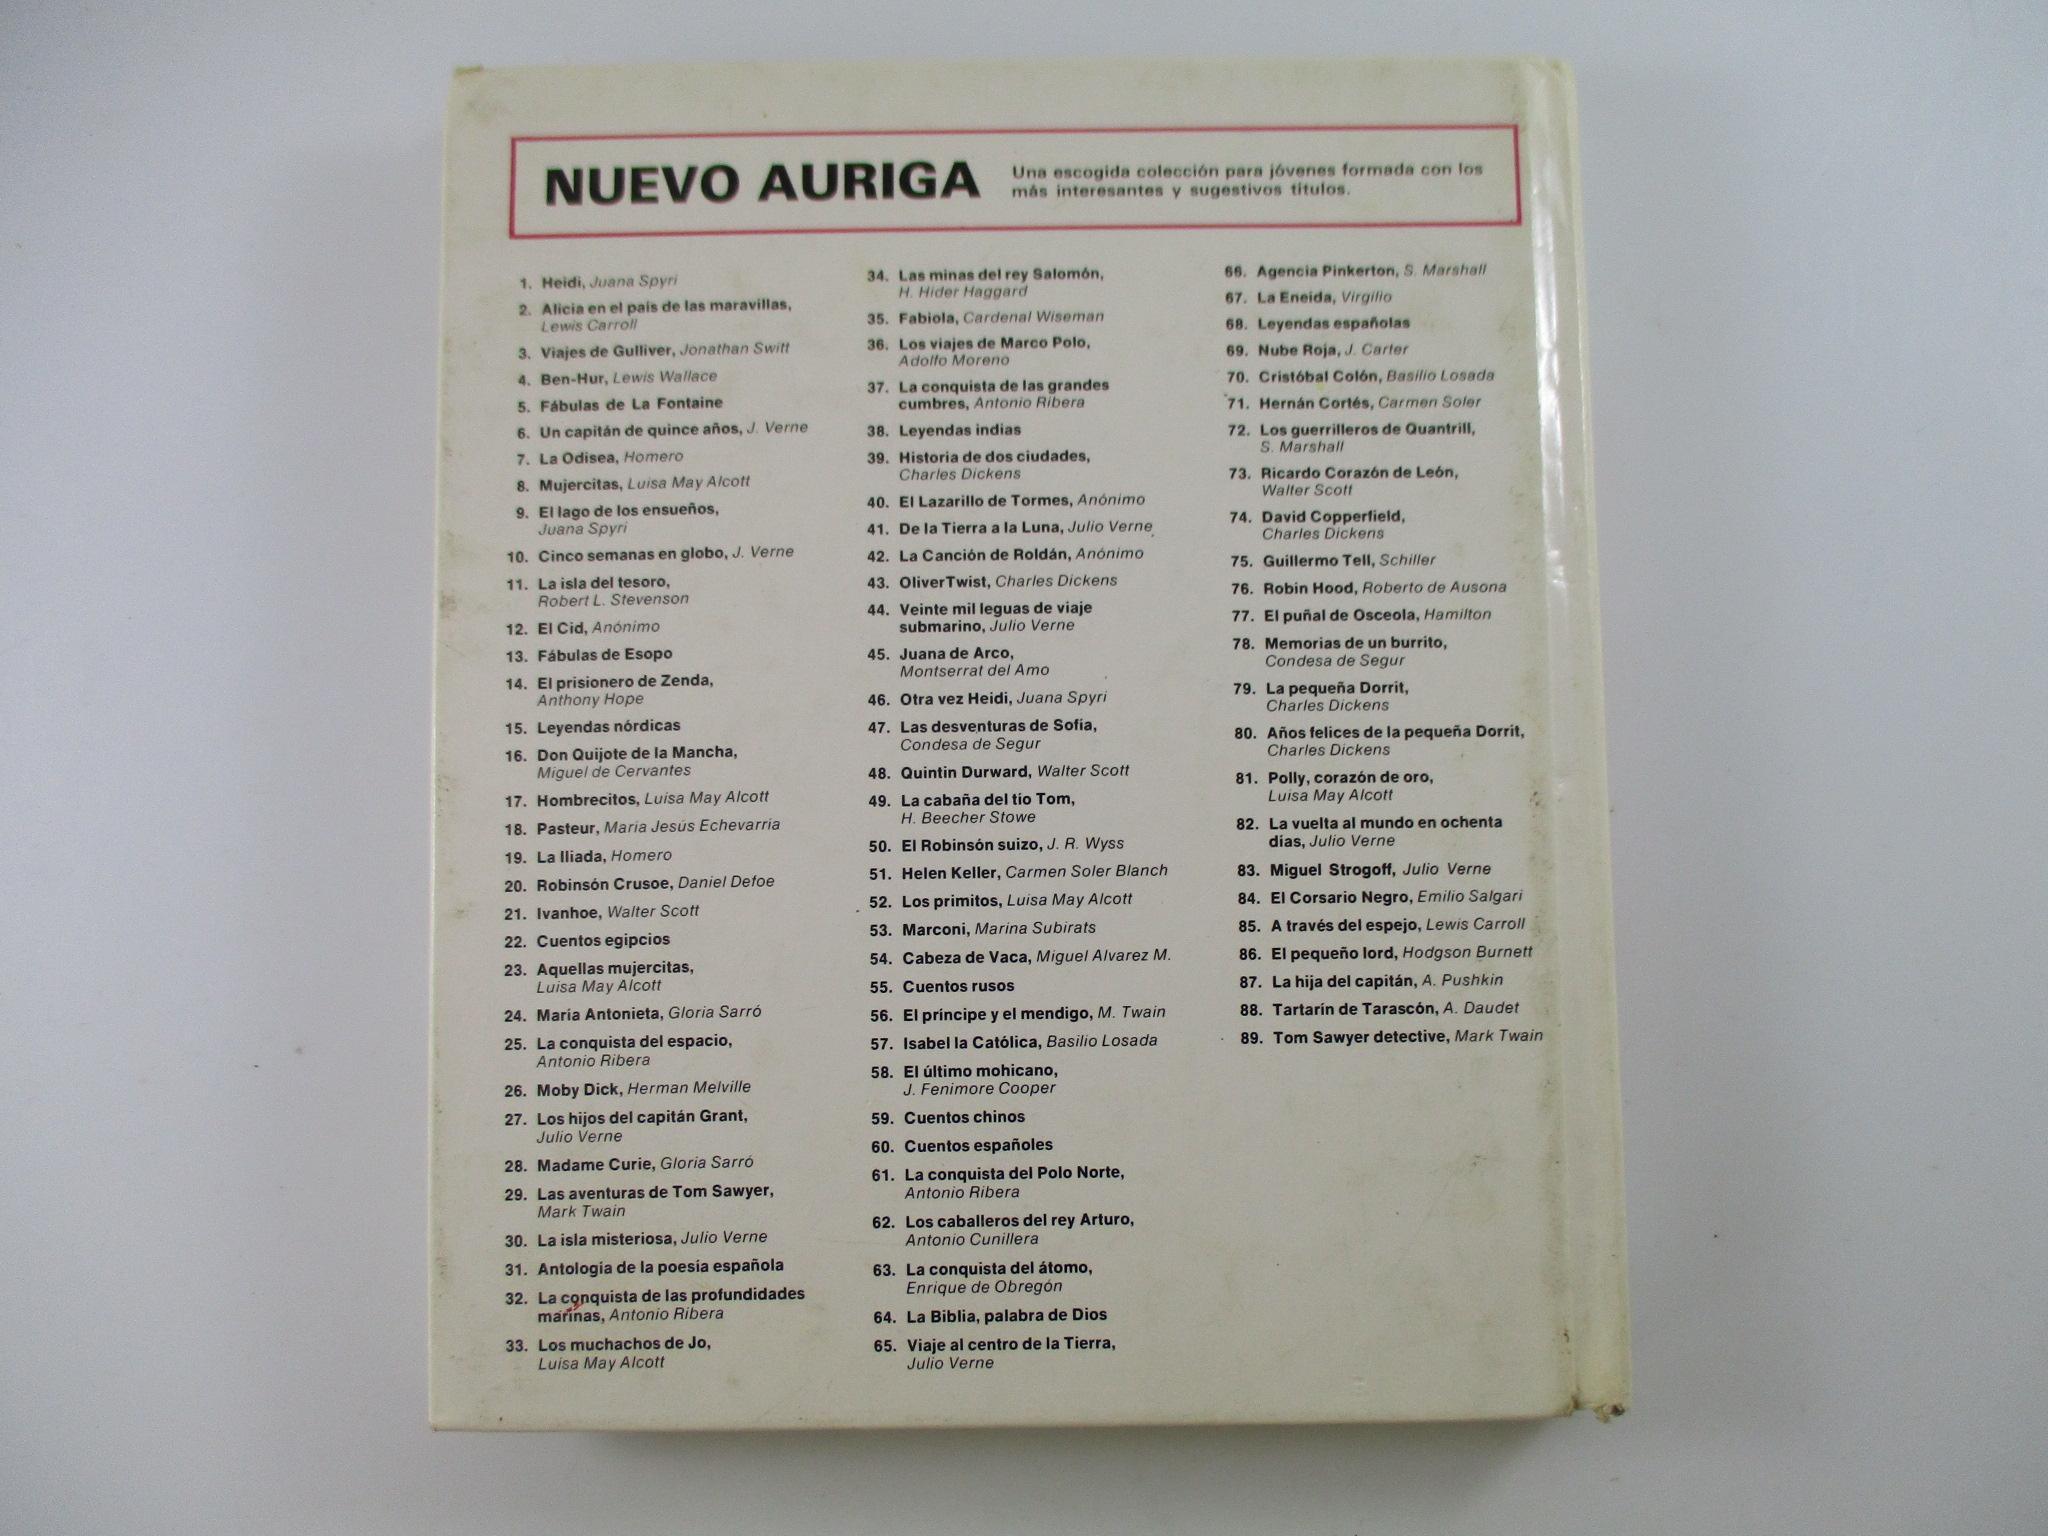 NUEVO AURIGA
Una escogida colección para jóvenes formada con los
más interesantes y sugestivos títulos.
1. Heidi, Juana Spyri
2. Alicia en el país de las maravillas,
Lewis Carroll
3. Viajes de Gulliver, Jonathan Switt
4. Ben-Hur, Lewis Wallace
5. Fábulas de La Fontaine
6. Un capitán de quince años, J. Verne
7. La Odisea, Homero
8. Mujercitas, Luisa May Alcott
9. El lago de los ensueños,
Juana Spyri
10. Cinco semanas en globo, J. Verne
11. La isla del tesoro,
Robert L. Stevenson
12. El Cid, Anónimo
13. Fábulas de Esopo
14. El prisionero de Zenda,
Anthony Hope
15. Leyendas nórdicas
16. Don Quijote de la Mancha,
Miguel de Cervantes
17. Hombrecitos, Luisa May Alcott
18. Pasteur, María Jesús Echevarría
19. La Iliada, Homero
20. Robinsón Crusoe, Daniel Defoe
21. Ivanhoe, Walter Scott
22. Cuentos egipcios
23. Aquellas mujercitas,
Luisa May Alcott
24. María Antonieta, Gloria Sarró
25. La conquista del espacio,
Antonio Ribera
26. Moby Dick, Herman Melville
27. Los hijos del capitán Grant,
Julio Verne
28. Madame Curie, Gloria Sarró
29. Las aventuras de Tom Sawyer,
Mark Twain
30. La isla misteriosa, Julio Verne
31. Antología de la poesía española
32. La conquista de las profundidades
marinas, Antonio Ribera
33. Los muchachos de Jo,
Luisa May Alcott
34. Las minas del rey Salomón,
H. Hider Haggard
35. Fabiola, Cardenal Wiseman
36. Los viajes de Marco Polo,
Adolfo Moreno
37. La conquista de las grandes
cumbres, Antonio Ribera
38. Leyendas indias
39. Historia de dos ciudades,
Charles Dickens
40. El Lazarillo de Tormes, Anónimo
41. De la Tierra a la Luna, Julio Verne
42. La Canción de Roldán, Anónimo
43. Oliver Twist, Charles Dickens
44. Veinte mil leguas de viaje
submarino, Julio Verne
45. Juana de Arco,
Montserrat del Amo
46. Otra vez Heidi, Juana Spyri
47. Las desventuras de Sofía,
Condesa de Segur
48. Quintin Durward, Walter Scott
49. La cabaña del tío Tom,
H. Beecher Stowe
50. El Robinsón suizo, J. R. Wyss
51. Helen Keller, Carmen Soler Blanch
52. Los primitos, Luisa May Alcott
53. Marconi, Marina Subirats
54. Cabeza de Vaca, Miguel Alvarez M.
55. Cuentos rusos
56. El príncipe y el mendigo, M. Twain
57. Isabel la Católica, Basilio Losada
58. El último mohicano,
J. Fenimore Cooper
59. Cuentos chinos
60. Cuentos españoles
61. La conquista del Polo Norte,
Antonio Ribera
62. Los caballeros del rey Arturo,
Antonio Cunillera
63. La conquista del átomo,
Enrique de Obregón
64. La Biblia, palabra de Dios
65. Viaje al centro de la Tierra,
Julio Verne
66. Agencia Pinkerton, S. Marshall
67. La Eneida, Virgilio
68. Leyendas españolas
69. Nube Roja, J. Carter
70. Cristóbal Colón, Basilio Losada
71. Hernán Cortés, Carmen Soler
72. Los guerrilleros de Quantrill,
S. Marshall
73. Ricardo Corazón de León,
Walter Scott
74. David Copperfield,
Charles Dickens
75. Guillermo Tell, Schiller
76. Robin Hood, Roberto de Ausona
77. El puñal de Osceola, Hamilton
78. Memorias de un burrito,
Condesa de Segur
79. La pequeña Dorrit,
Charles Dickens
80. Años felices de la pequeña Dorrit,
Charles Dickens
81. Polly, corazón de oro,
Luisa May Alcott
82. La vuelta al mundo en ochenta
días, Julio Verne
83. Miguel Strogoff, Julio Verne
84. El Corsario Negro, Emilio Salgari
85. A través del espejo, Lewis Carroll
86. El pequeño lord, Hodgson Burnett
87. La hija del capitán, A. Pushkin
88. Tartarín de Tarascón, A. Daudet
89. Tom Sawyer detective, Mark Twain